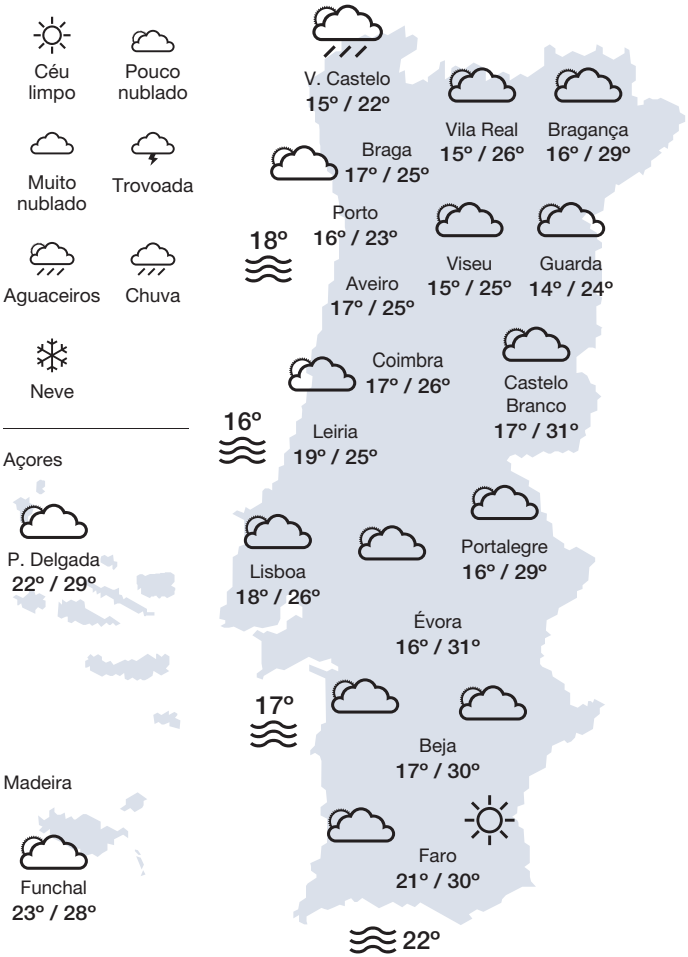 Céu
limpo
Pouco
nublado
Muito
nublado
Trovoada
Aguaceiros
Chuva
Neve
Açores
P. Delgada
22º / 29º
Madeira
Funchal
23º / 28º
V. Castelo
15º / 22º
Vila Real
15º / 26º
Bragança
16º / 29º
Braga
17º / 25º
Porto
16º / 23º
18º
Viseu
15º / 25º
Guarda
14º / 24º
Aveiro
17º / 25º
Coimbra
17º / 26º
Castelo
Branco
17º / 31º
16º
Leiria
19º / 25º
Lisboa
18º / 26º
Portalegre
16º / 29º
Évora
16º / 31º
17º
Beja
17º / 30º
Faro
21º / 30º
22º